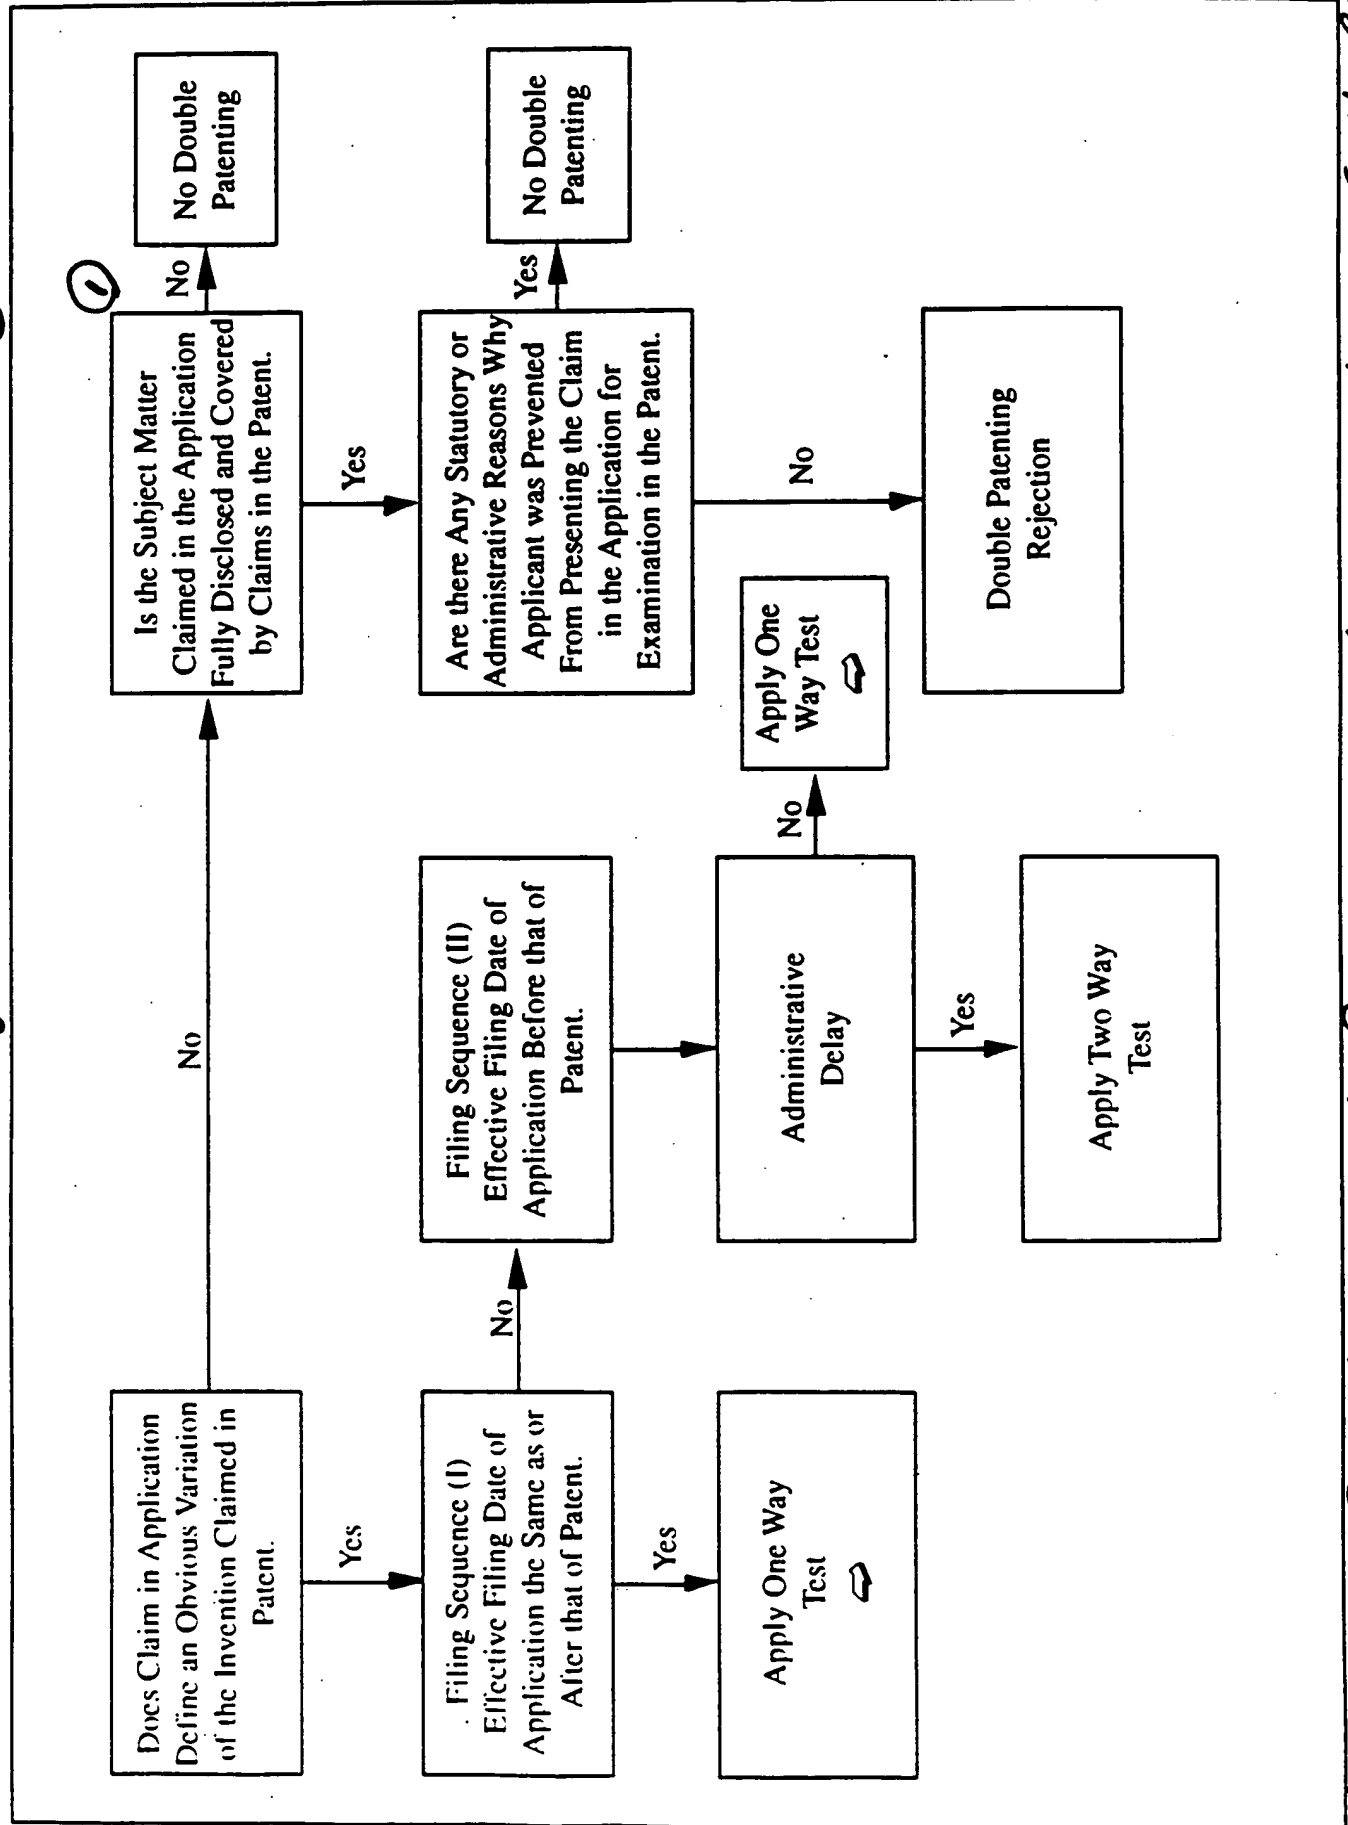 Does Claim in Application
Define an Obvious Variation
of the Invention Claimed in
Patent.
No
Is the Subject Matter
Claimed in the Application
Fully Disclosed and Covered
by Claims in the Patent.
1
No
No Double
Patenting
Yes
Yes
. Filing Sequence (I)
Effective Filing Date of
Application the Same as or
After that of Patent.
No
Filing Sequence (II)
Effective Filing Date of
Application Before that of
Patent.
Are there Any Statutory or
Administrative Reasons Why
Applicant was Prevented
From Presenting the Claim
in the Application for
Examination in the Patent.
Yes
No Double
Patenting
Yes
No
Apply One Way
Test
Administrative
Delay
No
Apply One
Way Test
Yes
Apply Two Way
Test
Double Patenting
Rejection